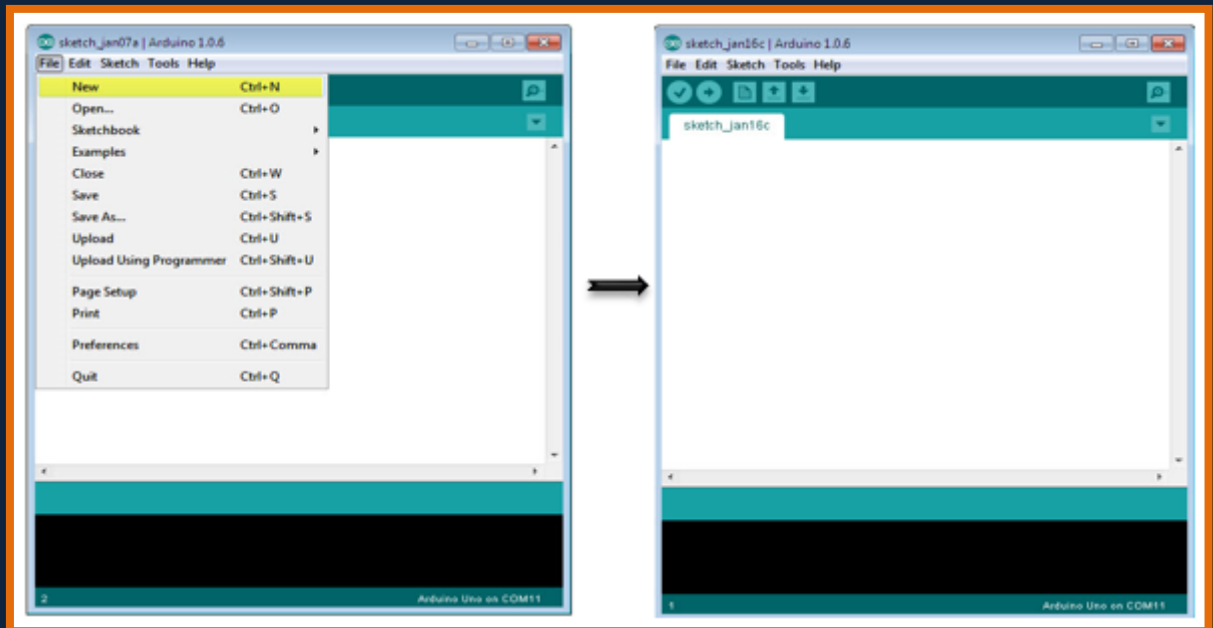 sketch_jan07a | Arduino 1.0.6
File Edit Sketch Tools Help
New Ctrl+N
Open... Ctrl+O
Sketchbook
Examples
Close Ctrl+W
Save Ctrl+S
Save As... Ctrl+Shift+S
Upload Ctrl+U
Upload Using Programmer Ctrl+Shift+U
Page Setup Ctrl+Shift+P
Print Ctrl+P
Preferences Ctrl+Comma
Quit Ctrl+Q
2 Arduino Uno on COM11
sketch_jan16c | Arduino 1.0.6
File Edit Sketch Tools Help
sketch_jan16c
1 Arduino Uno on COM11